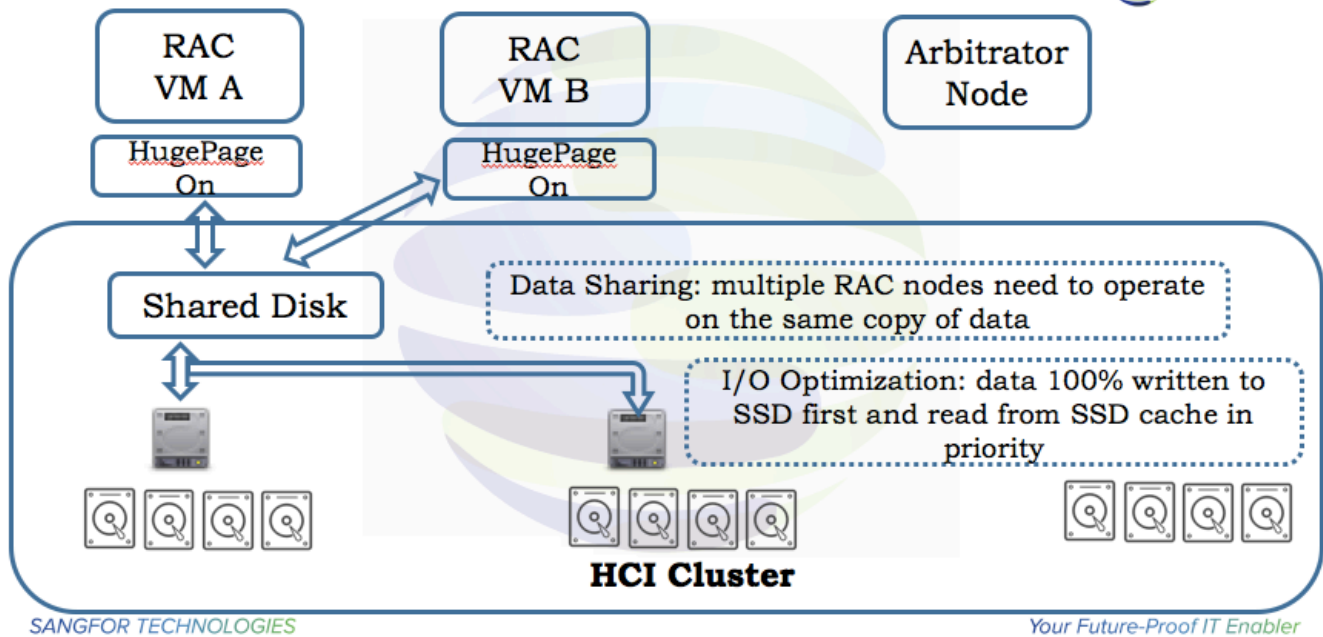 RAC
VM A
RAC
VM B
Arbitrator
Node
HugePage
On
HugePage
On
Shared Disk
Data Sharing: multiple RAC nodes need to operate
on the same copy of data
I/O Optimization: data 100% written to
SSD first and read from SSD cache in
priority
HCI Cluster
SANGFOR TECHNOLOGIES
Your Future-Proof IT Enabler